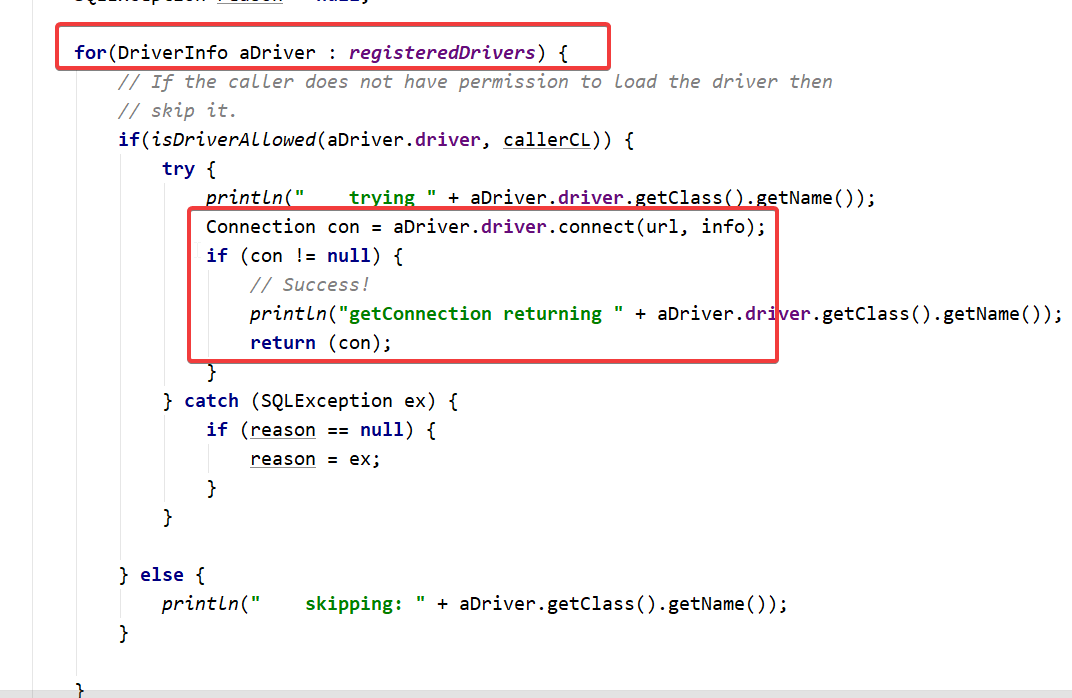 for(DriverInfo aDriver : registeredDrivers) {
// If the caller does not have permission to load the driver then
// skip it.
if(isDriverAllowed(aDriver.driver, callerCL)) {
try {
println("    trying " + aDriver.driver.getClass().getName());
Connection con = aDriver.driver.connect(url, info);
if (con != null) {
// Success!
println("getConnection returning " + aDriver.driver.getClass().getName());
return (con);
}
} catch (SQLException ex) {
if (reason == null) {
reason = ex;
}
}
} else {
println("    skipping: " + aDriver.getClass().getName());
}
}